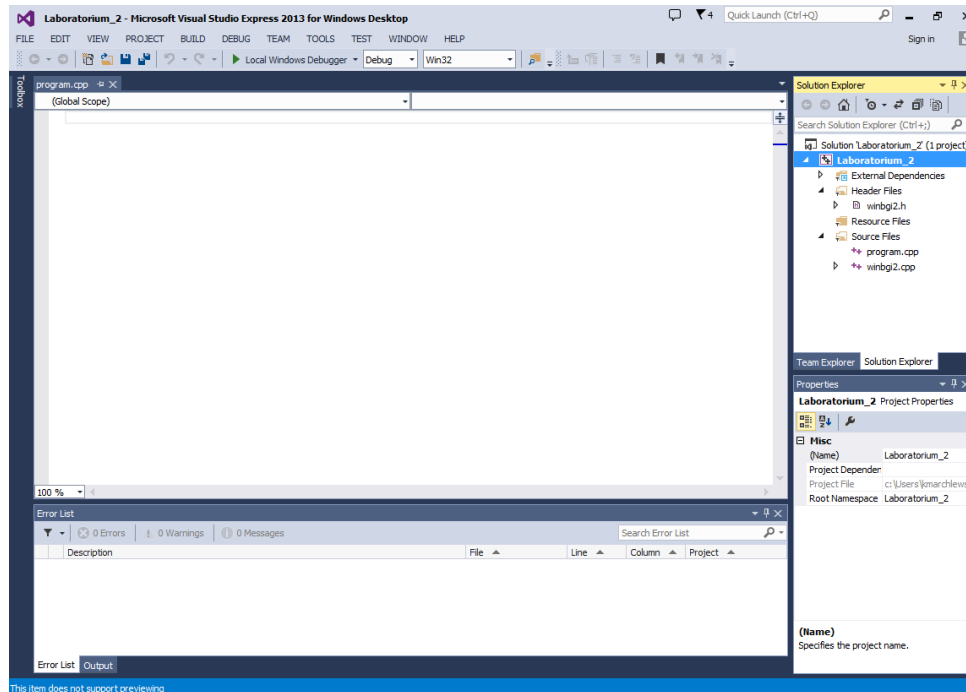 Laboratorium_2 - Microsoft Visual Studio Express 2013 for Windows Desktop
4
Quick Launch (Ctrl+Q)
FILE EDIT VIEW PROJECT BUILD DEBUG TEAM TOOLS TEST WINDOW HELP
Sign in
Local Windows Debugger Debug Win32
Toolbox
program.cpp
(Global Scope)
100 %
Error List
0 Errors 0 Warnings 0 Messages
Search Error List
Description File Line Column Project
Error List Output
Solution Explorer
Search Solution Explorer (Ctrl+;)
Solution 'Laboratorium_2' (1 project)
Laboratorium_2
External Dependencies
Header Files
winbgi2.h
Resource Files
Source Files
++ program.cpp
++ winbgi2.cpp
Team Explorer Solution Explorer
Properties
Laboratorium_2 Project Properties
Misc
(Name) Laboratorium_2
Project Dependen
Project File c:\Users\kmarchlews
Root Namespace Laboratorium_2
(Name)
Specifies the project name.
This item does not support previewing